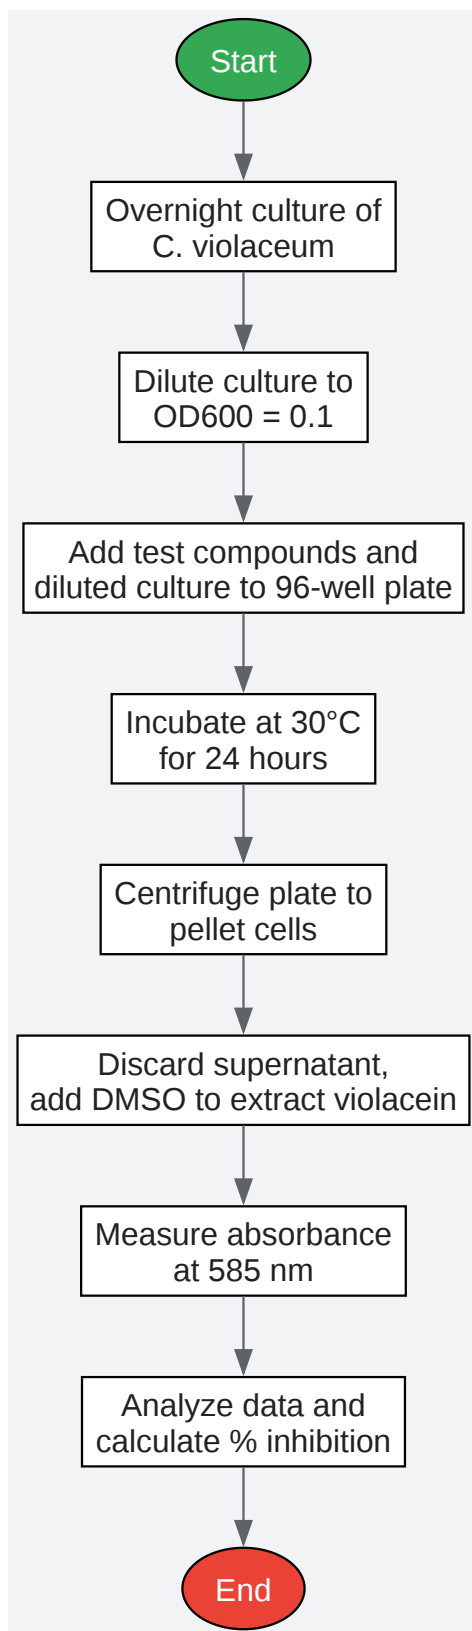 Start
Overnight culture of
C. violaceum
Dilute culture to
OD600 = 0.1
Add test compounds and
diluted culture to 96-well plate
Incubate at 30°C
for 24 hours
Centrifuge plate to
pellet cells
Discard supernatant,
add DMSO to extract violacein
Measure absorbance
at 585 nm
Analyze data and
calculate % inhibition
End